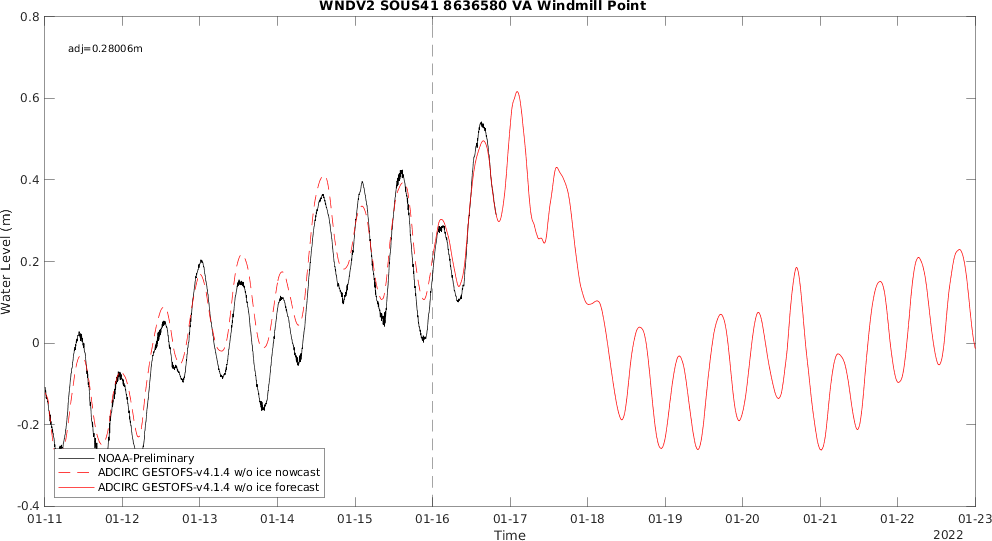 WNDV2 SOUS41 8636580 VA Windmill Point
adj=0.28006m
Water Level (m)
0.8
0.6
0.4
0.2
0
-0.2
-0.4
NOAA-Preliminary
ADCIRC GESTOFS-v4.1.4 w/o ice nowcast
ADCIRC GESTOFS-v4.1.4 w/o ice forecast
01-11 01-12 01-13 01-14 01-15 01-16 01-17 01-18 01-19 01-20 01-21 01-22 01-23
Time
2022